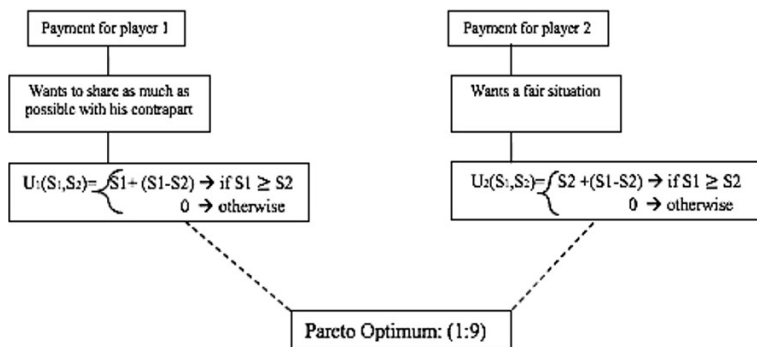 Payment for player 1
Payment for player 2
Wants to share as much as
possible with his contrapart
Wants a fair situation
U₁(S₁,S₂)= { S1+ (S1-S2) → if S1 ≥ S2
0 → otherwise
U₂(S₁,S₂)= { S2 +(S1-S2) → if S1 ≥ S2
0 → otherwise
Pareto Optimum: (1:9)